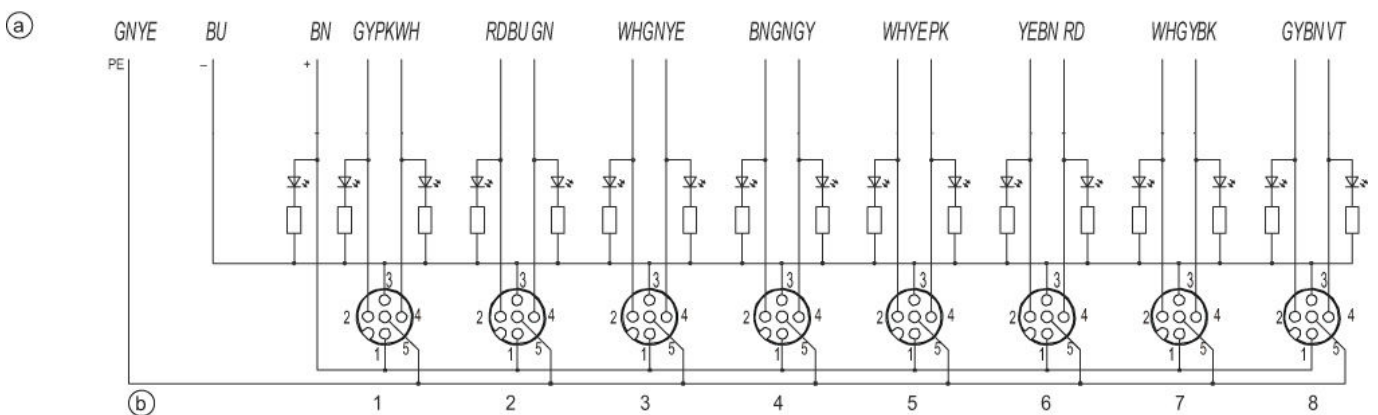 a GNYE BU BN GYPKWH RDBU GN WHGNYE BNGNGY WHYEPK YEBN RD WHGYBK GYBNVT
PE – +
3 3 3 3 3 3 3 3
2 4 2 4 2 4 2 4 2 4 2 4 2 4 2 4
1 5 1 5 1 5 1 5 1 5 1 5 1 5 1 5
b 1 2 3 4 5 6 7 8